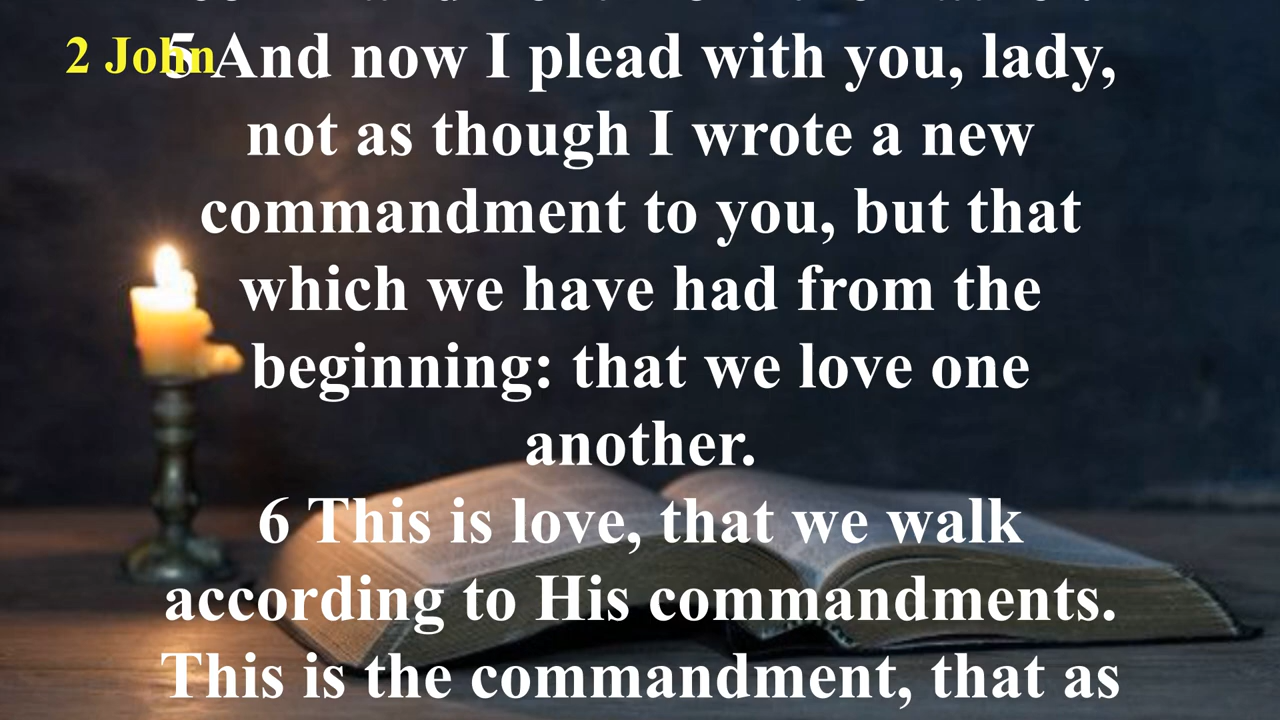 2 John
5 And now I plead with you, lady,
not as though I wrote a new
commandment to you, but that
which we have had from the
beginning: that we love one
another.
6 This is love, that we walk
according to His commandments.
This is the commandment, that as